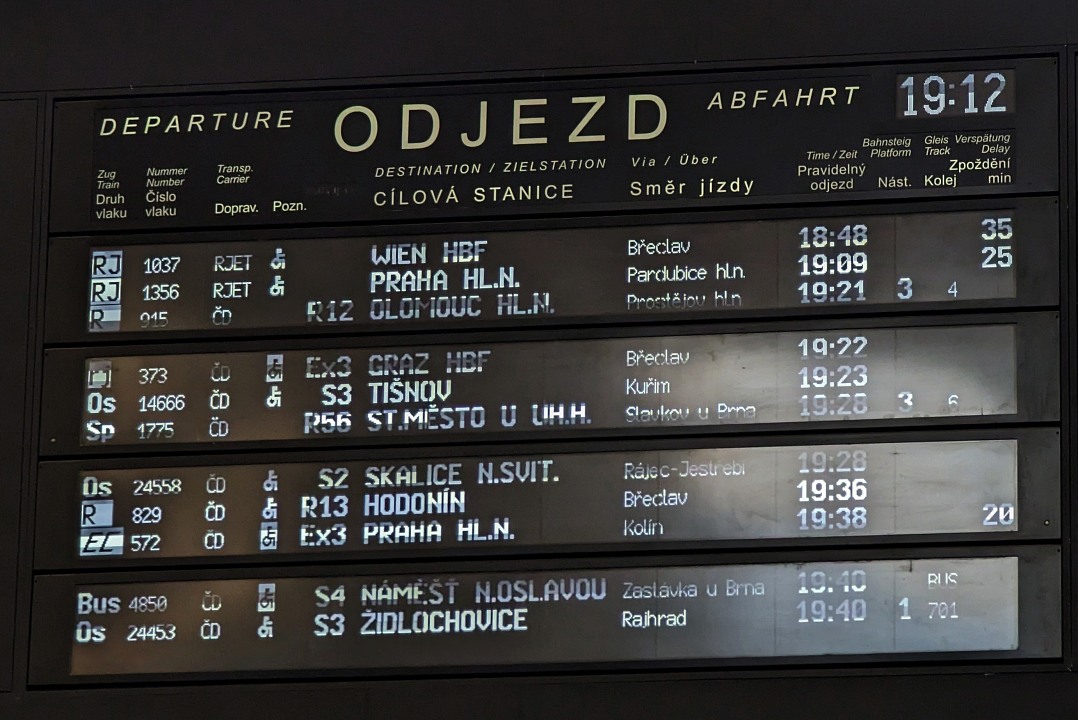 DEPARTURE ODJEZD ABFAHRT 19:12
Zug Nummer Transp. DESTINATION / ZIELSTATION Via / Über Time / Zeit Bahnsteig Gleis Verspätung
Train Number Carrier Platform Track Delay
Druh Číslo Doprav. Pozn. CÍLOVÁ STANICE Směr jízdy Pravidelný Nást. Kolej Zpoždění
vlaku vlaku odjezd min
RJ 1037 RJET WIEN HBF Břeclav 18:48 35
RJ 1356 RJET PRAHA HL.N. Pardubice hl.n. 19:09 25
R 915 ČD R12 OLOMOUC HL.N. Prostějov hl.n 19:21 3 4
373 ČD Ex3 GRAZ HBF Břeclav 19:22
Os 14666 ČD S3 TIŠNOV Kuřim 19:23
Sp 1775 ČD R56 ST.MĚSTO U UH.H. Slavkov u Brna 19:28 3 6
Os 24558 ČD S2 SKALICE N.SVIT. Rájec-Jestřebí 19:28
R 829 ČD R13 HODONÍN Břeclav 19:36
EC 572 ČD Ex3 PRAHA HL.N. Kolín 19:38 20
Bus 4850 ČD S4 NÁMĚŠŤ N.OSLAVOU Zastávka u Brna 19:40 BUS
Os 24453 ČD S3 ŽIDLOCHOVICE Rajhrad 19:40 1 701